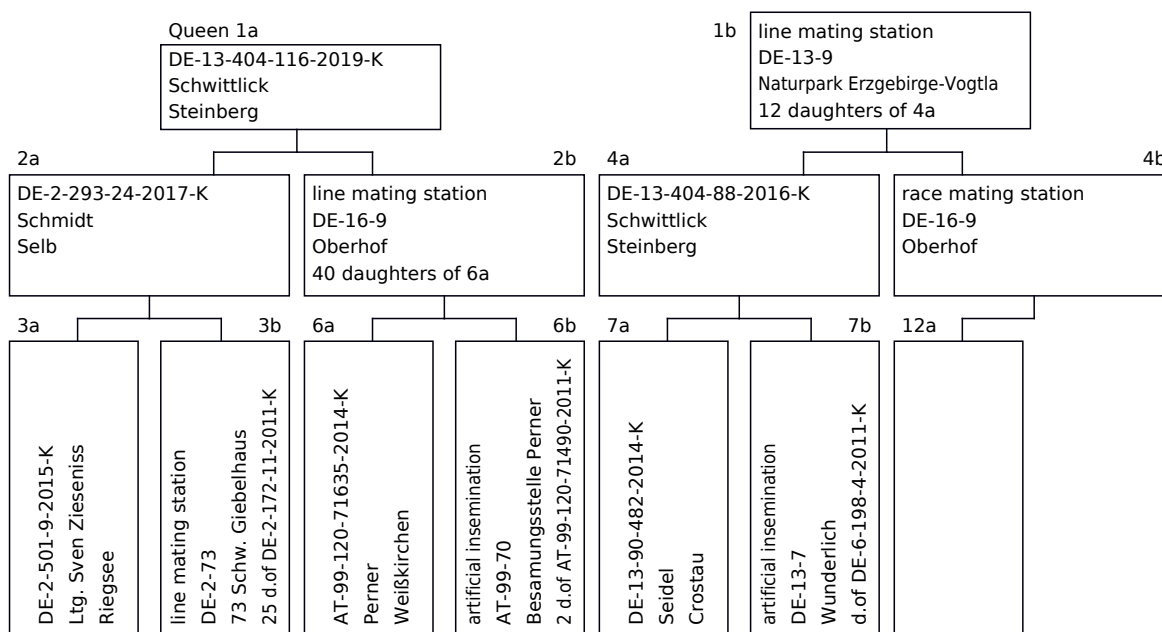 Queen 1a
DE-13-404-116-2019-K
Schwittlick
Steinberg
1b
line mating station
DE-13-9
Naturpark Erzgebirge-Vogtla
12 daughters of 4a
2a
DE-2-293-24-2017-K
Schmidt
Selb
2b
line mating station
DE-16-9
Oberhof
40 daughters of 6a
4a
DE-13-404-88-2016-K
Schwittlick
Steinberg
4b
race mating station
DE-16-9
Oberhof
3a
DE-2-501-9-2015-K
Ltg. Sven Zieseniss
Riegsee
3b
line mating station
DE-2-73
73 Schw. Giebelhaus
25 d.of DE-2-172-11-2011-K
6a
AT-99-120-71635-2014-K
Perner
Weißkirchen
6b
artificial insemination
AT-99-70
Besamungsstelle Perner
2 d.of AT-99-120-71490-2011-K
7a
DE-13-90-482-2014-K
Seidel
Crostau
7b
artificial insemination
DE-13-7
Wunderlich
d.of DE-6-198-4-2011-K
12a